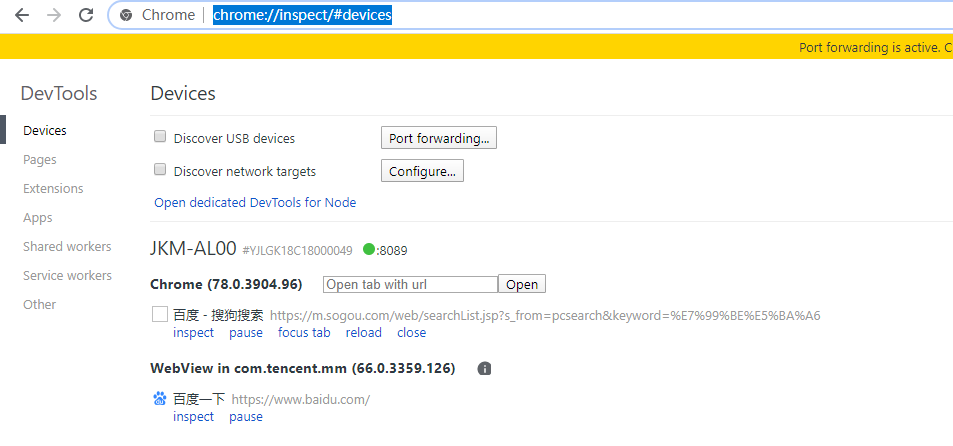 Chrome chrome://inspect/#devices
Port forwarding is active. C
DevTools
Devices
Pages
Extensions
Apps
Shared workers
Service workers
Other
Devices
Discover USB devices Port forwarding...
Discover network targets Configure...
Open dedicated DevTools for Node
JKM-AL00 #YJLGK18C18000049 :8089
Chrome (78.0.3904.96) Open tab with url Open
百度 - 搜狗搜索 https://m.sogou.com/web/searchList.jsp?s_from=pcsearch&keyword=%E7%99%BE%E5%BA%A6
inspect pause focus tab reload close
WebView in com.tencent.mm (66.0.3359.126) i
百度一下 https://www.baidu.com/
inspect pause